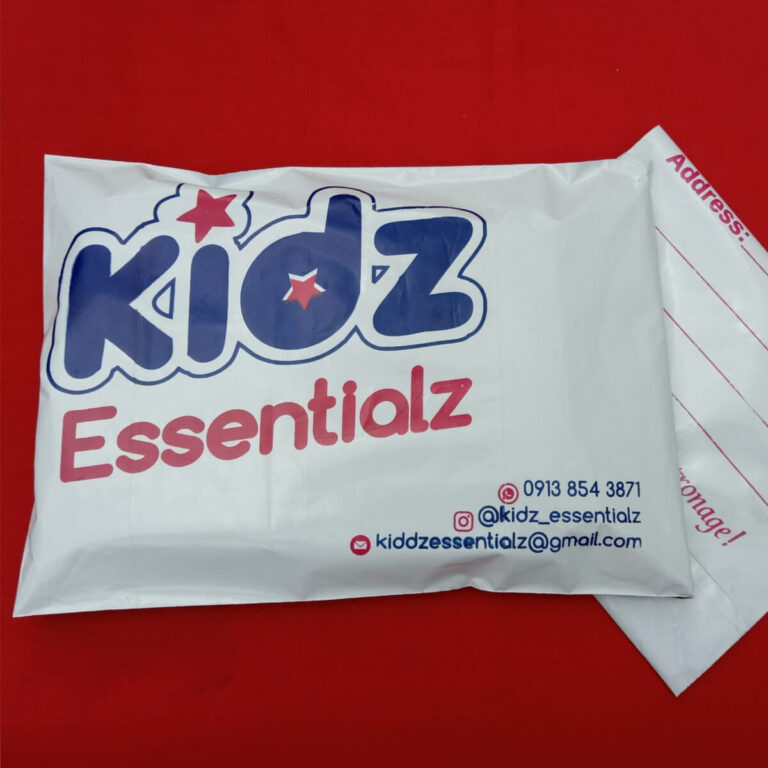 Kidz
Essentialz
0913 854 3871
@kidz_essentialz
kiddzessentialz@gmail.com
Address: